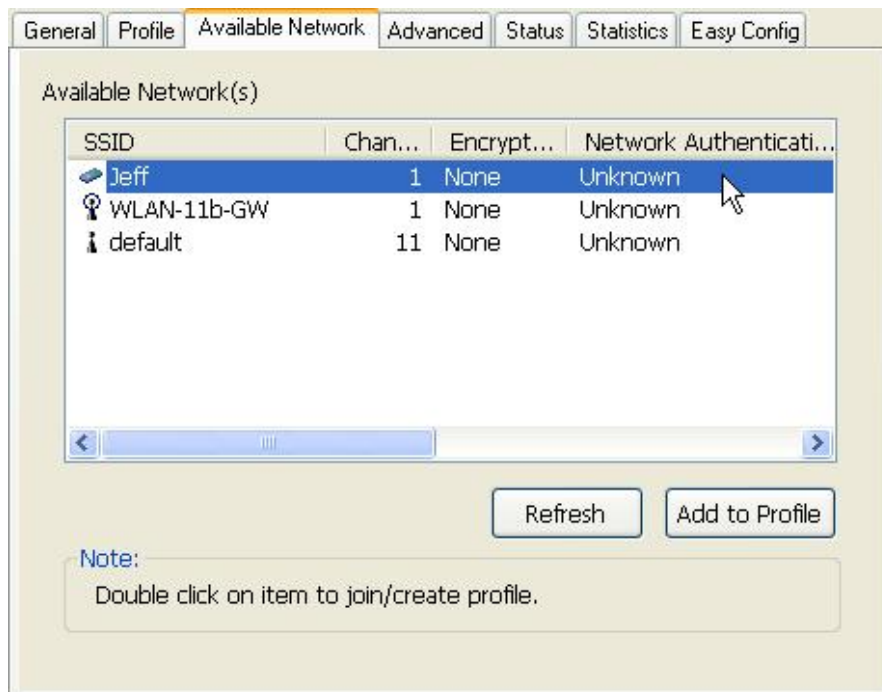 General Profile Available Network Advanced Status Statistics Easy Config
Available Network(s)
SSID Chan... Encrypt... Network Authenticati...
Jeff 1 None Unknown
WLAN-11b-GW 1 None Unknown
default 11 None Unknown
Refresh Add to Profile
Note:
Double click on item to join/create profile.